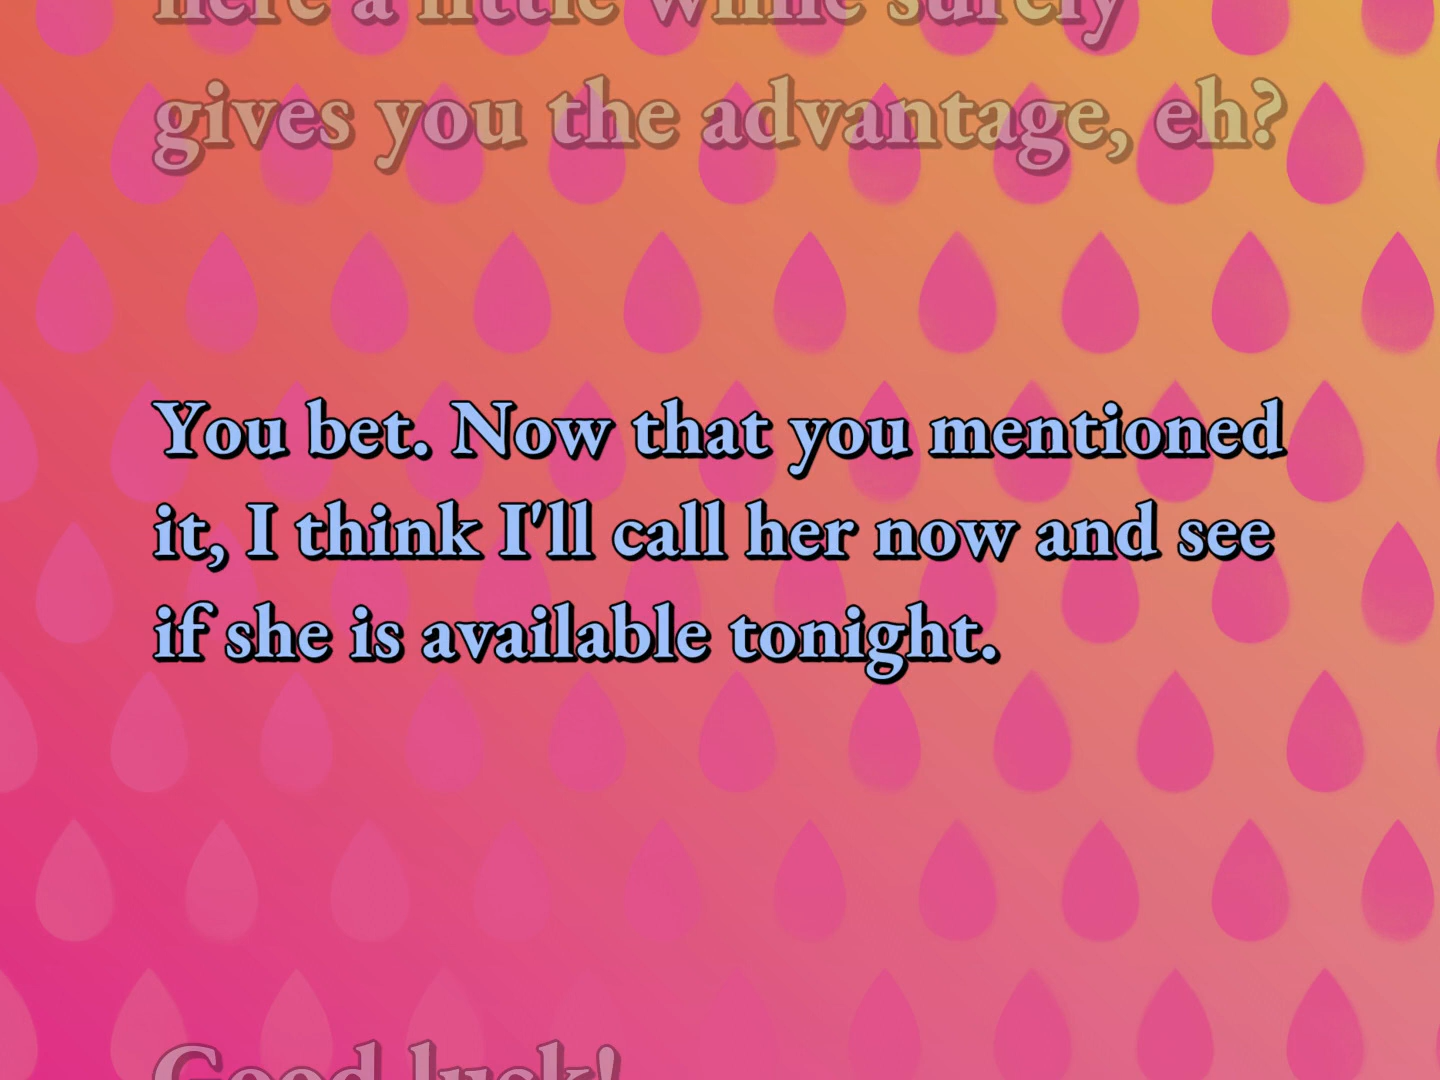 here a little while surely
gives you the advantage, eh?
You bet. Now that you mentioned
it, I think I'll call her now and see
if she is available tonight.
Good luck!